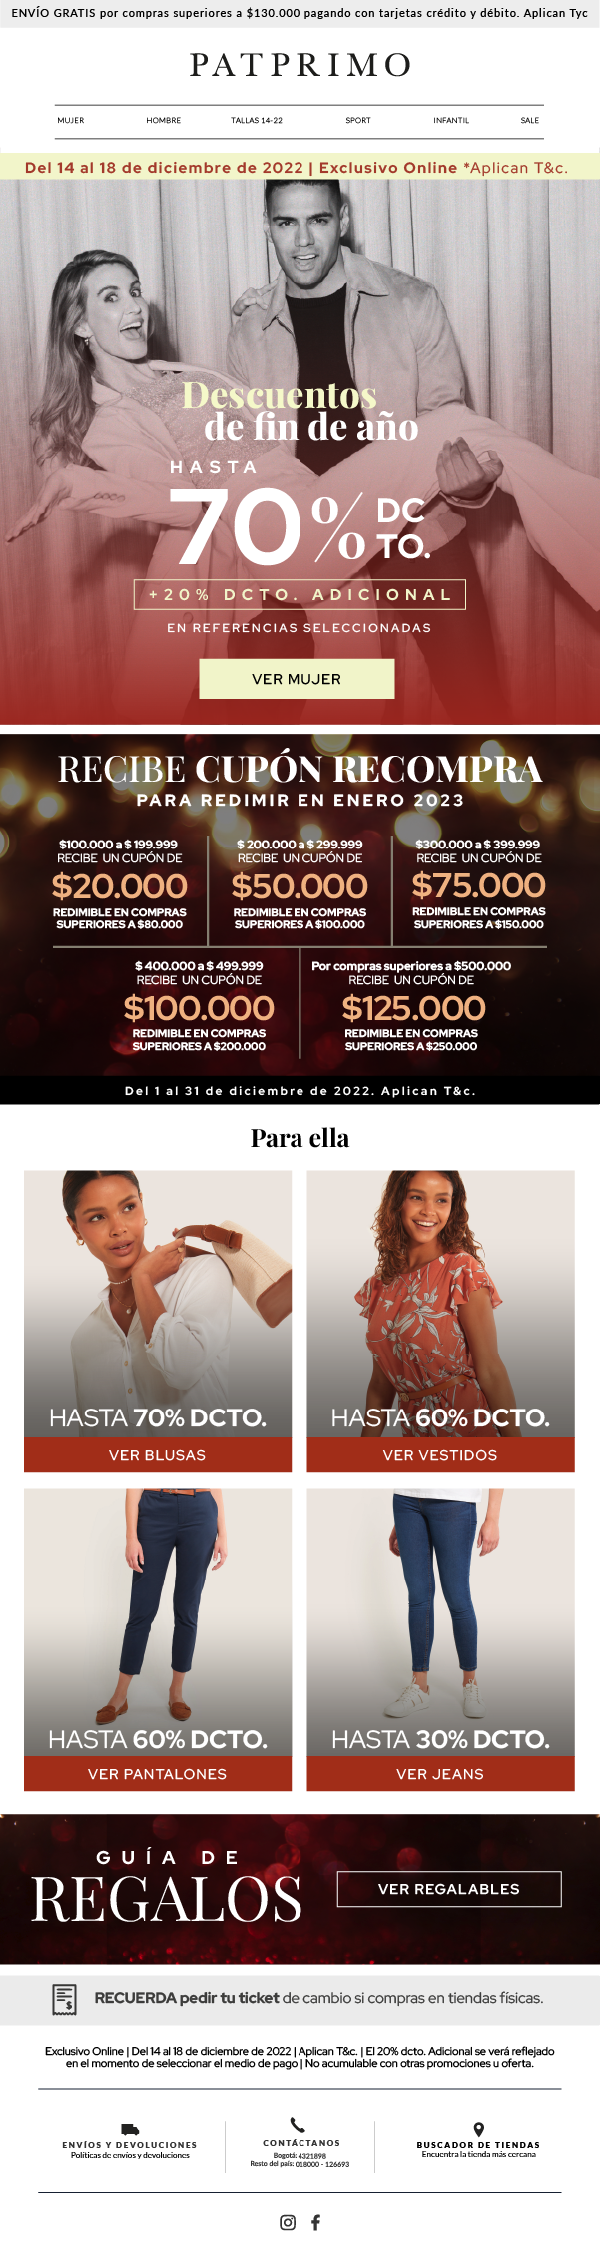 ENVÍO GRATIS por compras superiores a $130.000 pagando con tarjetas crédito y débito. Aplican Tyc
PATPRIMO
MUJER HOMBRE TALLAS 14-22 SPORT INFANTIL SALE
Del 14 al 18 de diciembre de 2022 | Exclusivo Online *Aplican T&c.
Descuentos
de fin de año
HASTA
70% DC
TO.
+20% DCTO. ADICIONAL
EN REFERENCIAS SELECCIONADAS
VER MUJER
RECIBE CUPÓN RECOMPRA
PARA REDIMIR EN ENERO 2023
$100.000 a $ 199.999
RECIBE UN CUPÓN DE
$20.000
REDIMIBLE EN COMPRAS
SUPERIORES A $80.000
$ 200.000 a $ 299.999
RECIBE UN CUPÓN DE
$50.000
REDIMIBLE EN COMPRAS
SUPERIORES A $100.000
$300.000 a $ 399.999
RECIBE UN CUPÓN DE
$75.000
REDIMIBLE EN COMPRAS
SUPERIORES A $150.000
$ 400.000 a $ 499.999
RECIBE UN CUPÓN DE
$100.000
REDIMIBLE EN COMPRAS
SUPERIORES A $200.000
Por compras superiores a $500.000
RECIBE UN CUPÓN DE
$125.000
REDIMIBLE EN COMPRAS
SUPERIORES A $250.000
Del 1 al 31 de diciembre de 2022. Aplican T&c.
Para ella
HASTA 70% DCTO.
VER BLUSAS
HASTA 60% DCTO.
VER VESTIDOS
HASTA 60% DCTO.
VER PANTALONES
HASTA 30% DCTO.
VER JEANS
GUÍA DE
REGALOS
VER REGALABLES
RECUERDA pedir tu ticket de cambio si compras en tiendas físicas.
Exclusivo Online | Del 14 al 18 de diciembre de 2022 | Aplican T&c. | El 20% dcto. Adicional se verá reflejado
en el momento de seleccionar el medio de pago | No acumulable con otras promociones u oferta.
ENVÍOS Y DEVOLUCIONES
Políticas de envíos y devoluciones
CONTÁCTANOS
Bogotá: 4321898
Resto del país: 018000 - 126693
BUSCADOR DE TIENDAS
Encuentra la tienda más cercana